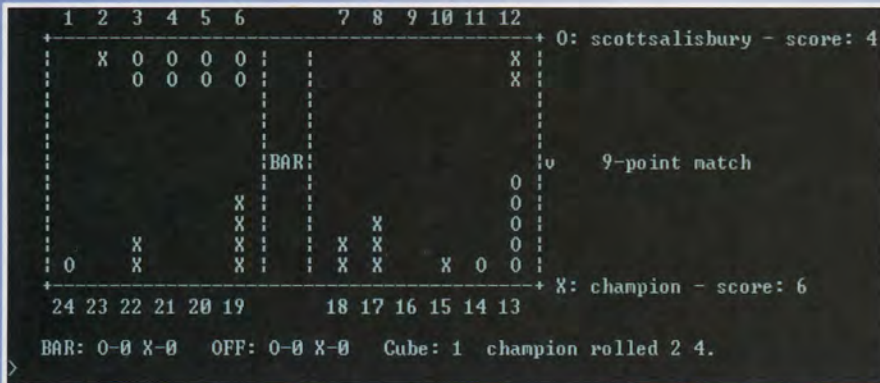 1 2 3 4 5 6 7 8 9 10 11 12
+------------------------------------------+ O: scottsalisbury - score: 4
X O O O O X
O O O O X
BAR v 9-point match
O
X O
X X O
X X X X O
O X X X X X O O
+------------------------------------------+ X: champion - score: 6
24 23 22 21 20 19 18 17 16 15 14 13
BAR: O-0 X-0 OFF: O-0 X-0 Cube: 1 champion rolled 2 4.
>